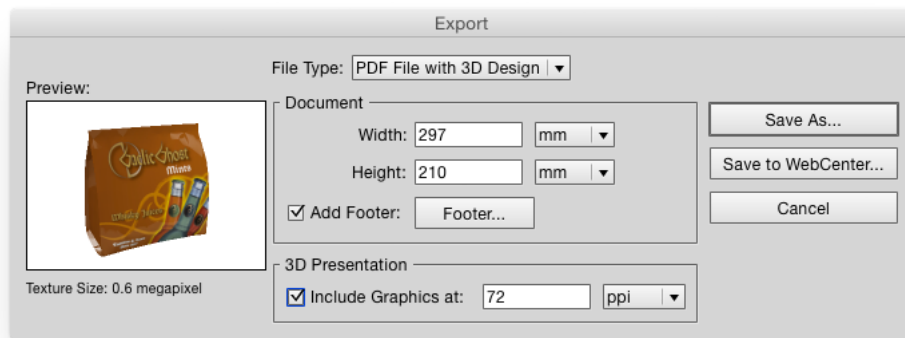 Export
File Type: PDF File with 3D Design
Preview:
Garlic Ghost
Mints
Document
Width: 297 mm
Height: 210 mm
Add Footer: Footer...
Save As...
Save to WebCenter...
Cancel
Texture Size: 0.6 megapixel
3D Presentation
Include Graphics at: 72 ppi